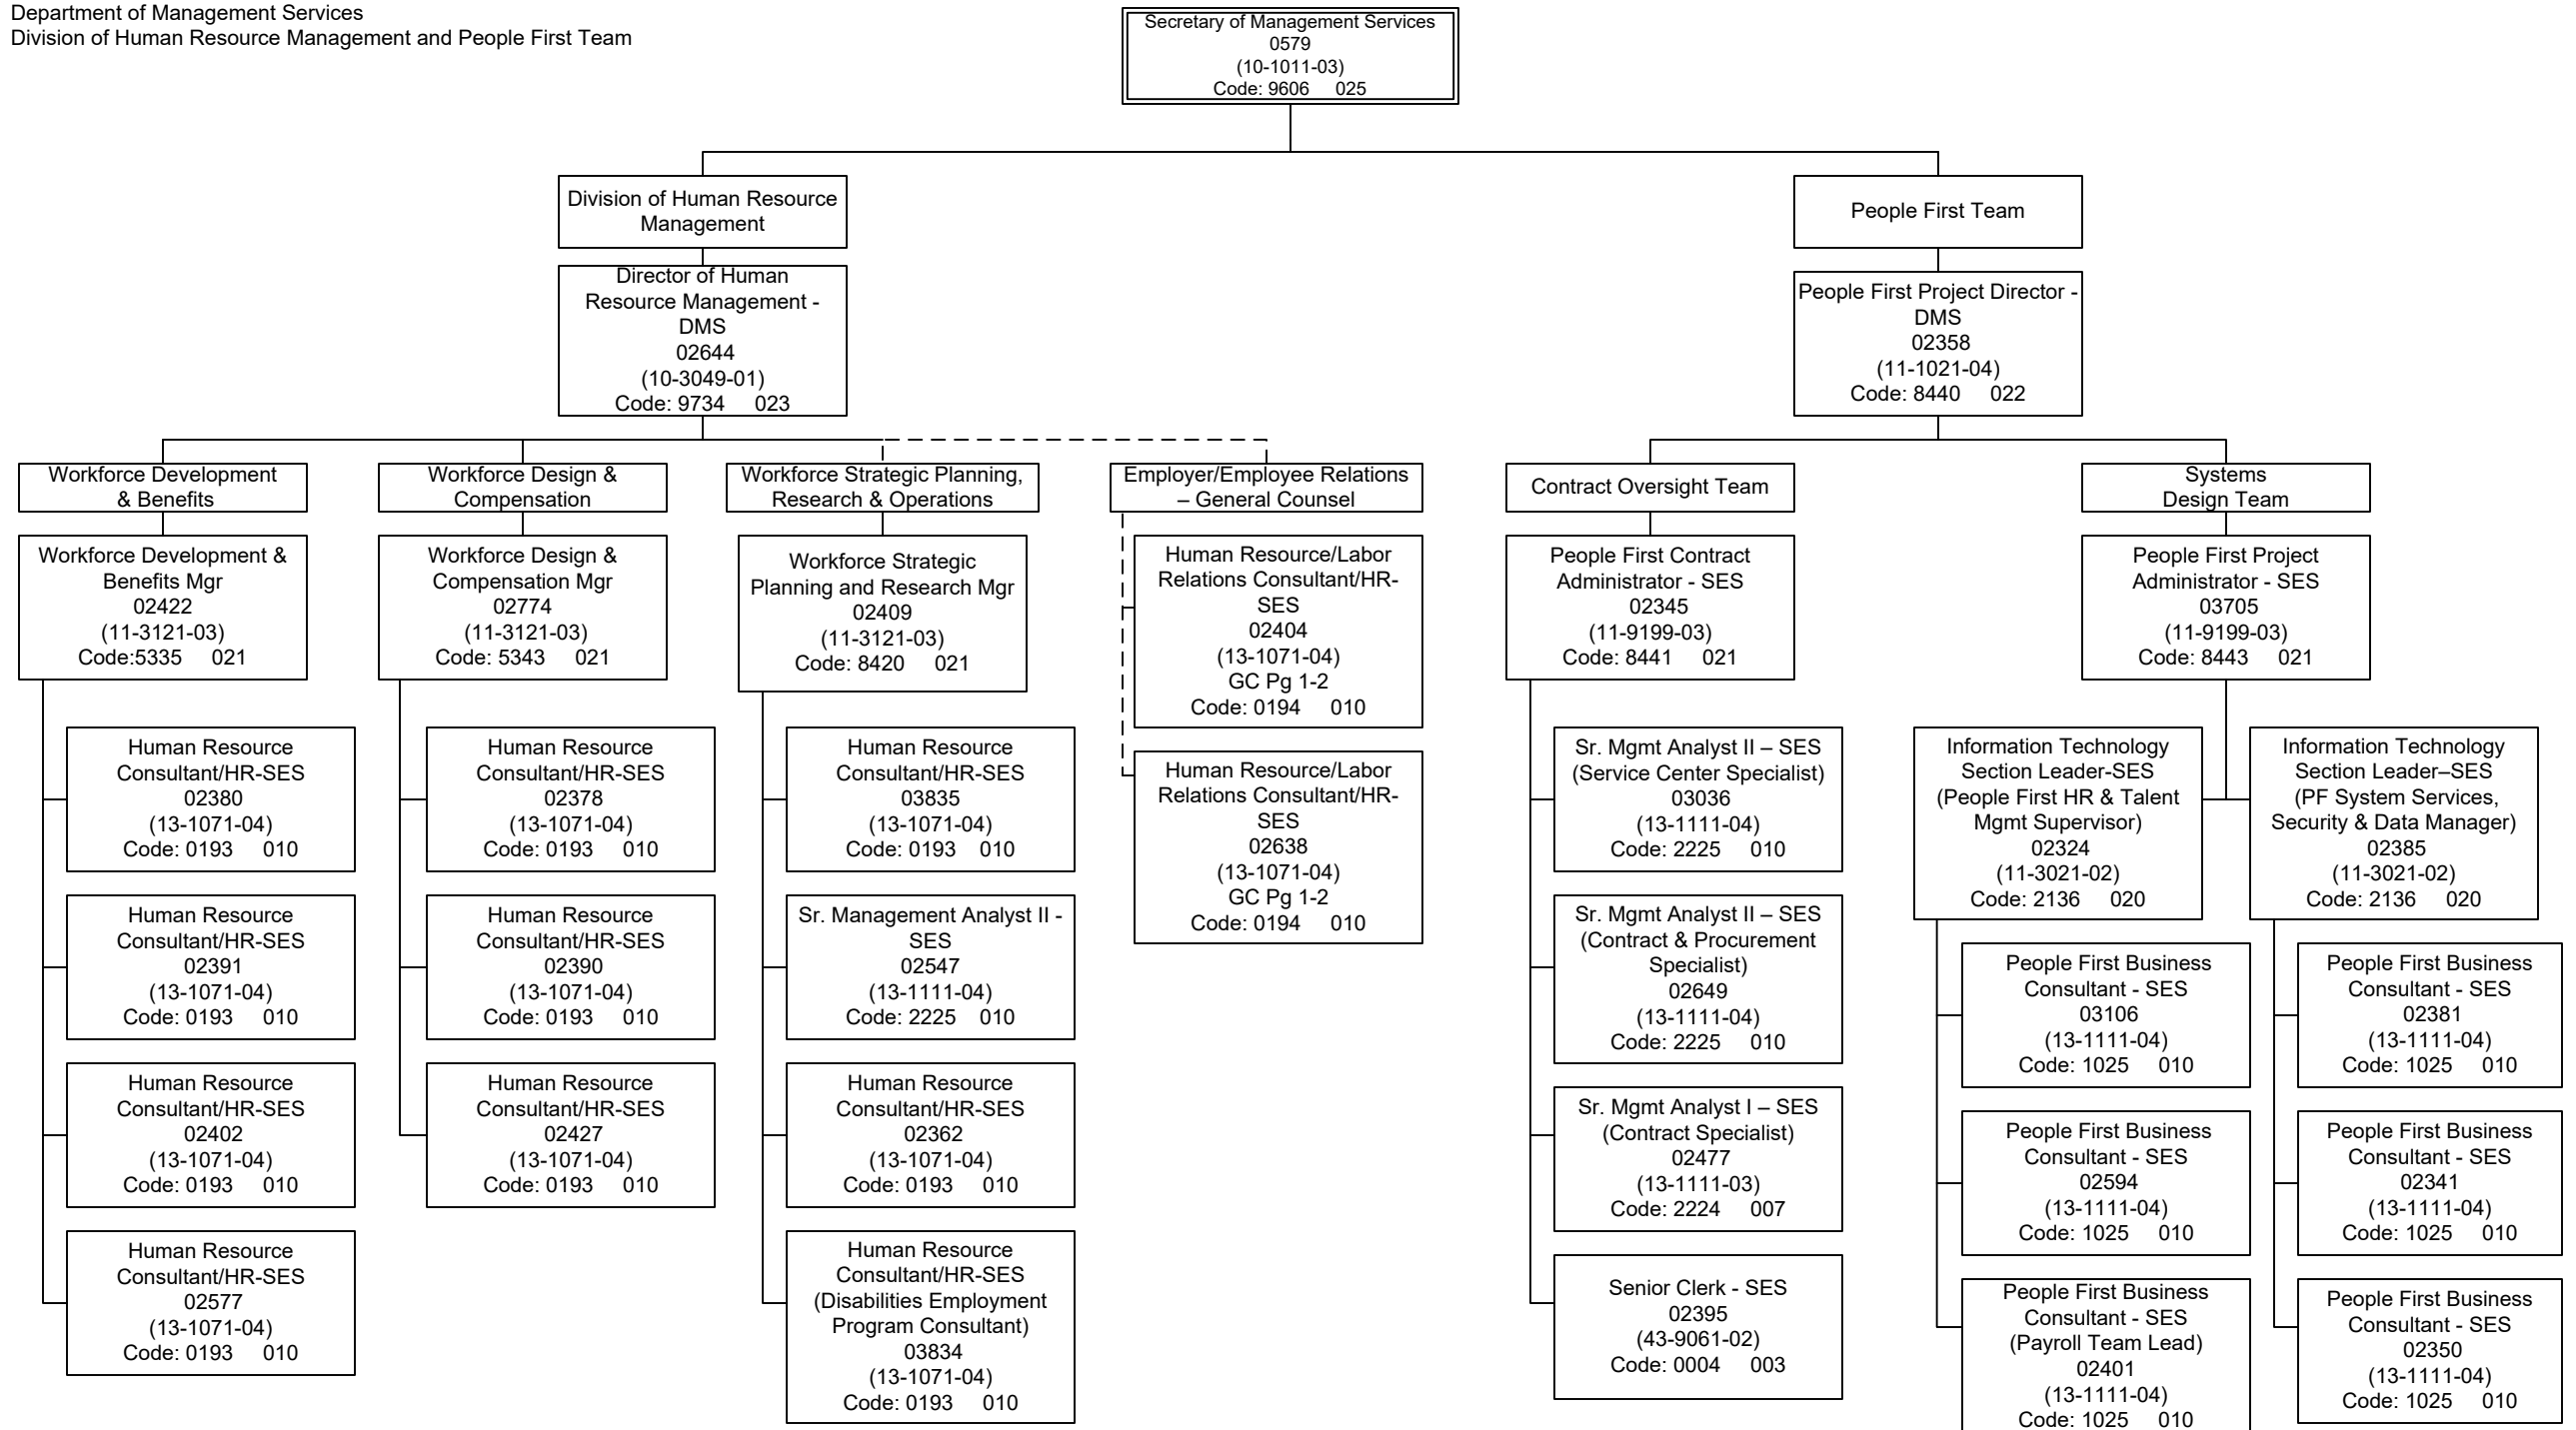 Department of Management Services
Division of Human Resource Management and People First Team
Secretary of Management Services
0579
(10-1011-03)
Code: 9606 025
Division of Human Resource
Management
Director of Human
Resource Management -
DMS
02644
(10-3049-01)
Code: 9734 023
People First Team
People First Project Director -
DMS
02358
(11-1021-04)
Code: 8440 022
Workforce Development
& Benefits
Workforce Development &
Benefits Mgr
02422
(11-3121-03)
Code:5335 021
Human Resource
Consultant/HR-SES
02380
(13-1071-04)
Code: 0193 010
Human Resource
Consultant/HR-SES
02391
(13-1071-04)
Code: 0193 010
Human Resource
Consultant/HR-SES
02402
(13-1071-04)
Code: 0193 010
Human Resource
Consultant/HR-SES
02577
(13-1071-04)
Code: 0193 010
Workforce Design &
Compensation
Workforce Design &
Compensation Mgr
02774
(11-3121-03)
Code: 5343 021
Human Resource
Consultant/HR-SES
02378
(13-1071-04)
Code: 0193 010
Human Resource
Consultant/HR-SES
02390
(13-1071-04)
Code: 0193 010
Human Resource
Consultant/HR-SES
02427
(13-1071-04)
Code: 0193 010
Workforce Strategic Planning,
Research & Operations
Workforce Strategic
Planning and Research Mgr
02409
(11-3121-03)
Code: 8420 021
Human Resource
Consultant/HR-SES
03835
(13-1071-04)
Code: 0193 010
Sr. Management Analyst II -
SES
02547
(13-1111-04)
Code: 2225 010
Human Resource
Consultant/HR-SES
02362
(13-1071-04)
Code: 0193 010
Human Resource
Consultant/HR-SES
(Disabilities Employment
Program Consultant)
03834
(13-1071-04)
Code: 0193 010
Employer/Employee Relations
– General Counsel
Human Resource/Labor
Relations Consultant/HR-
SES
02404
(13-1071-04)
GC Pg 1-2
Code: 0194 010
Human Resource/Labor
Relations Consultant/HR-
SES
02638
(13-1071-04)
GC Pg 1-2
Code: 0194 010
Contract Oversight Team
People First Contract
Administrator - SES
02345
(11-9199-03)
Code: 8441 021
Sr. Mgmt Analyst II – SES
(Service Center Specialist)
03036
(13-1111-04)
Code: 2225 010
Sr. Mgmt Analyst II – SES
(Contract & Procurement
Specialist)
02649
(13-1111-04)
Code: 2225 010
Sr. Mgmt Analyst I – SES
(Contract Specialist)
02477
(13-1111-03)
Code: 2224 007
Senior Clerk - SES
02395
(43-9061-02)
Code: 0004 003
Systems
Design Team
People First Project
Administrator - SES
03705
(11-9199-03)
Code: 8443 021
Information Technology
Section Leader-SES
(People First HR & Talent
Mgmt Supervisor)
02324
(11-3021-02)
Code: 2136 020
People First Business
Consultant - SES
03106
(13-1111-04)
Code: 1025 010
People First Business
Consultant - SES
02594
(13-1111-04)
Code: 1025 010
People First Business
Consultant - SES
(Payroll Team Lead)
02401
(13-1111-04)
Code: 1025 010
Information Technology
Section Leader–SES
(PF System Services,
Security & Data Manager)
02385
(11-3021-02)
Code: 2136 020
People First Business
Consultant - SES
02381
(13-1111-04)
Code: 1025 010
People First Business
Consultant - SES
02341
(13-1111-04)
Code: 1025 010
People First Business
Consultant - SES
02350
(13-1111-04)
Code: 1025 010